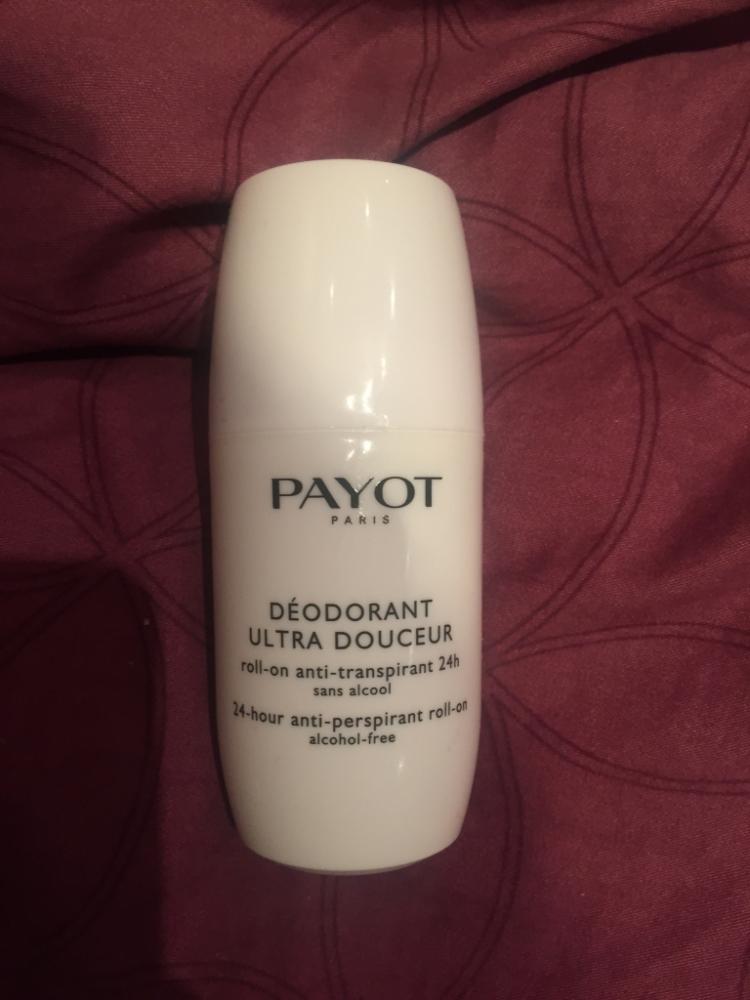 PAYOT
PARIS
DÉODORANT
ULTRA DOUCEUR
roll-on anti-transpirant 24h
sans alcool
24-hour anti-perspirant roll-on
alcohol-free